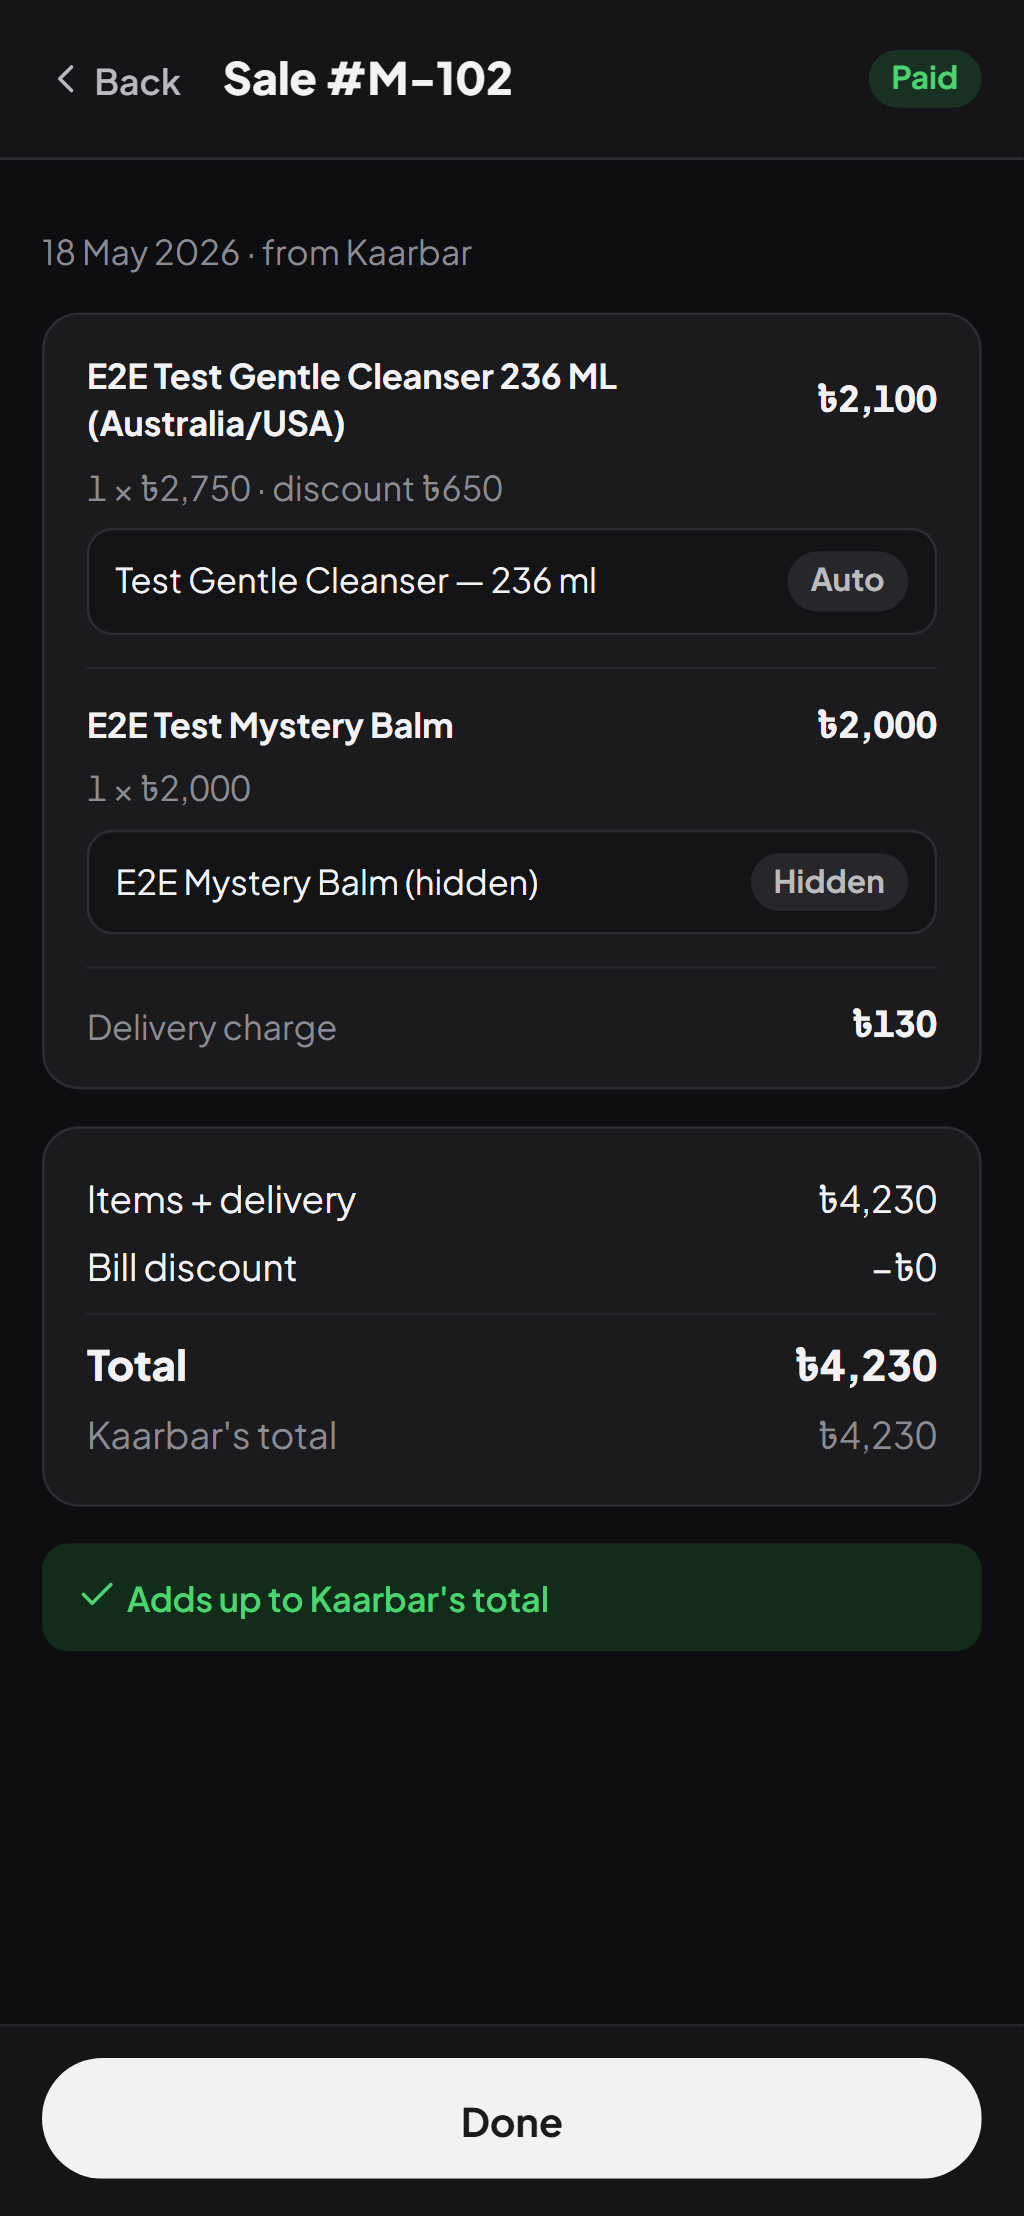 Back
Sale #M-102
Paid
18 May 2026 · from Kaarbar
E2E Test Gentle Cleanser 236 ML
(Australia/USA)
৳2,100
1 × ৳2,750 · discount ৳650
Test Gentle Cleanser — 236 ml
Auto
E2E Test Mystery Balm
৳2,000
1 × ৳2,000
E2E Mystery Balm (hidden)
Hidden
Delivery charge
৳130
Items + delivery
৳4,230
Bill discount
−৳0
Total
৳4,230
Kaarbar's total
৳4,230
Adds up to Kaarbar's total
Done